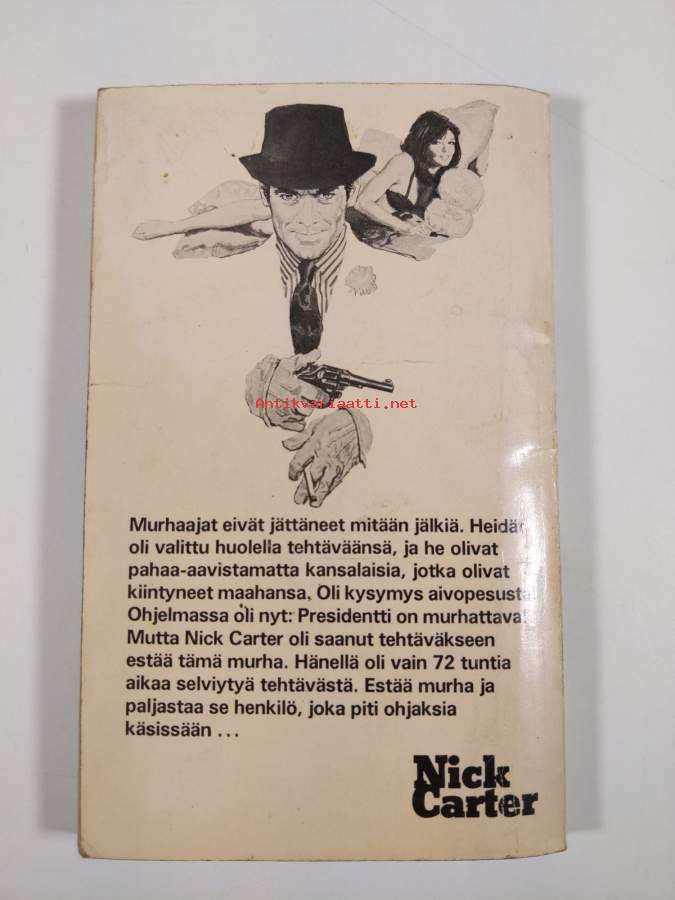 Antikvariaatti.net
Murhaajat eivät jättäneet mitään jälkiä. Heidät
oli valittu huolella tehtäväänsä, ja he olivat
pahaa-aavistamatta kansalaisia, jotka olivat
kiintyneet maahansa. Oli kysymys aivopesusta!
Ohjelmassa oli nyt: Presidentti on murhattava!
Mutta Nick Carter oli saanut tehtäväkseen
estää tämä murha. Hänellä oli vain 72 tuntia
aikaa selviytyä tehtävästä. Estää murha ja
paljastaa se henkilö, joka piti ohjaksia
käsissään ...
Nick
Carter